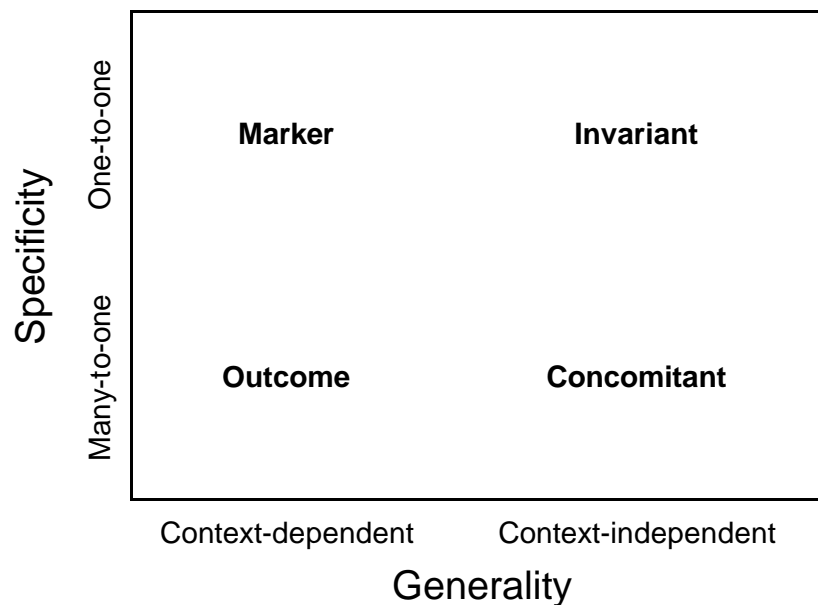 Specificity
One-to-one
Many-to-one
Marker
Invariant
Outcome
Concomitant
Context-dependent
Context-independent
Generality